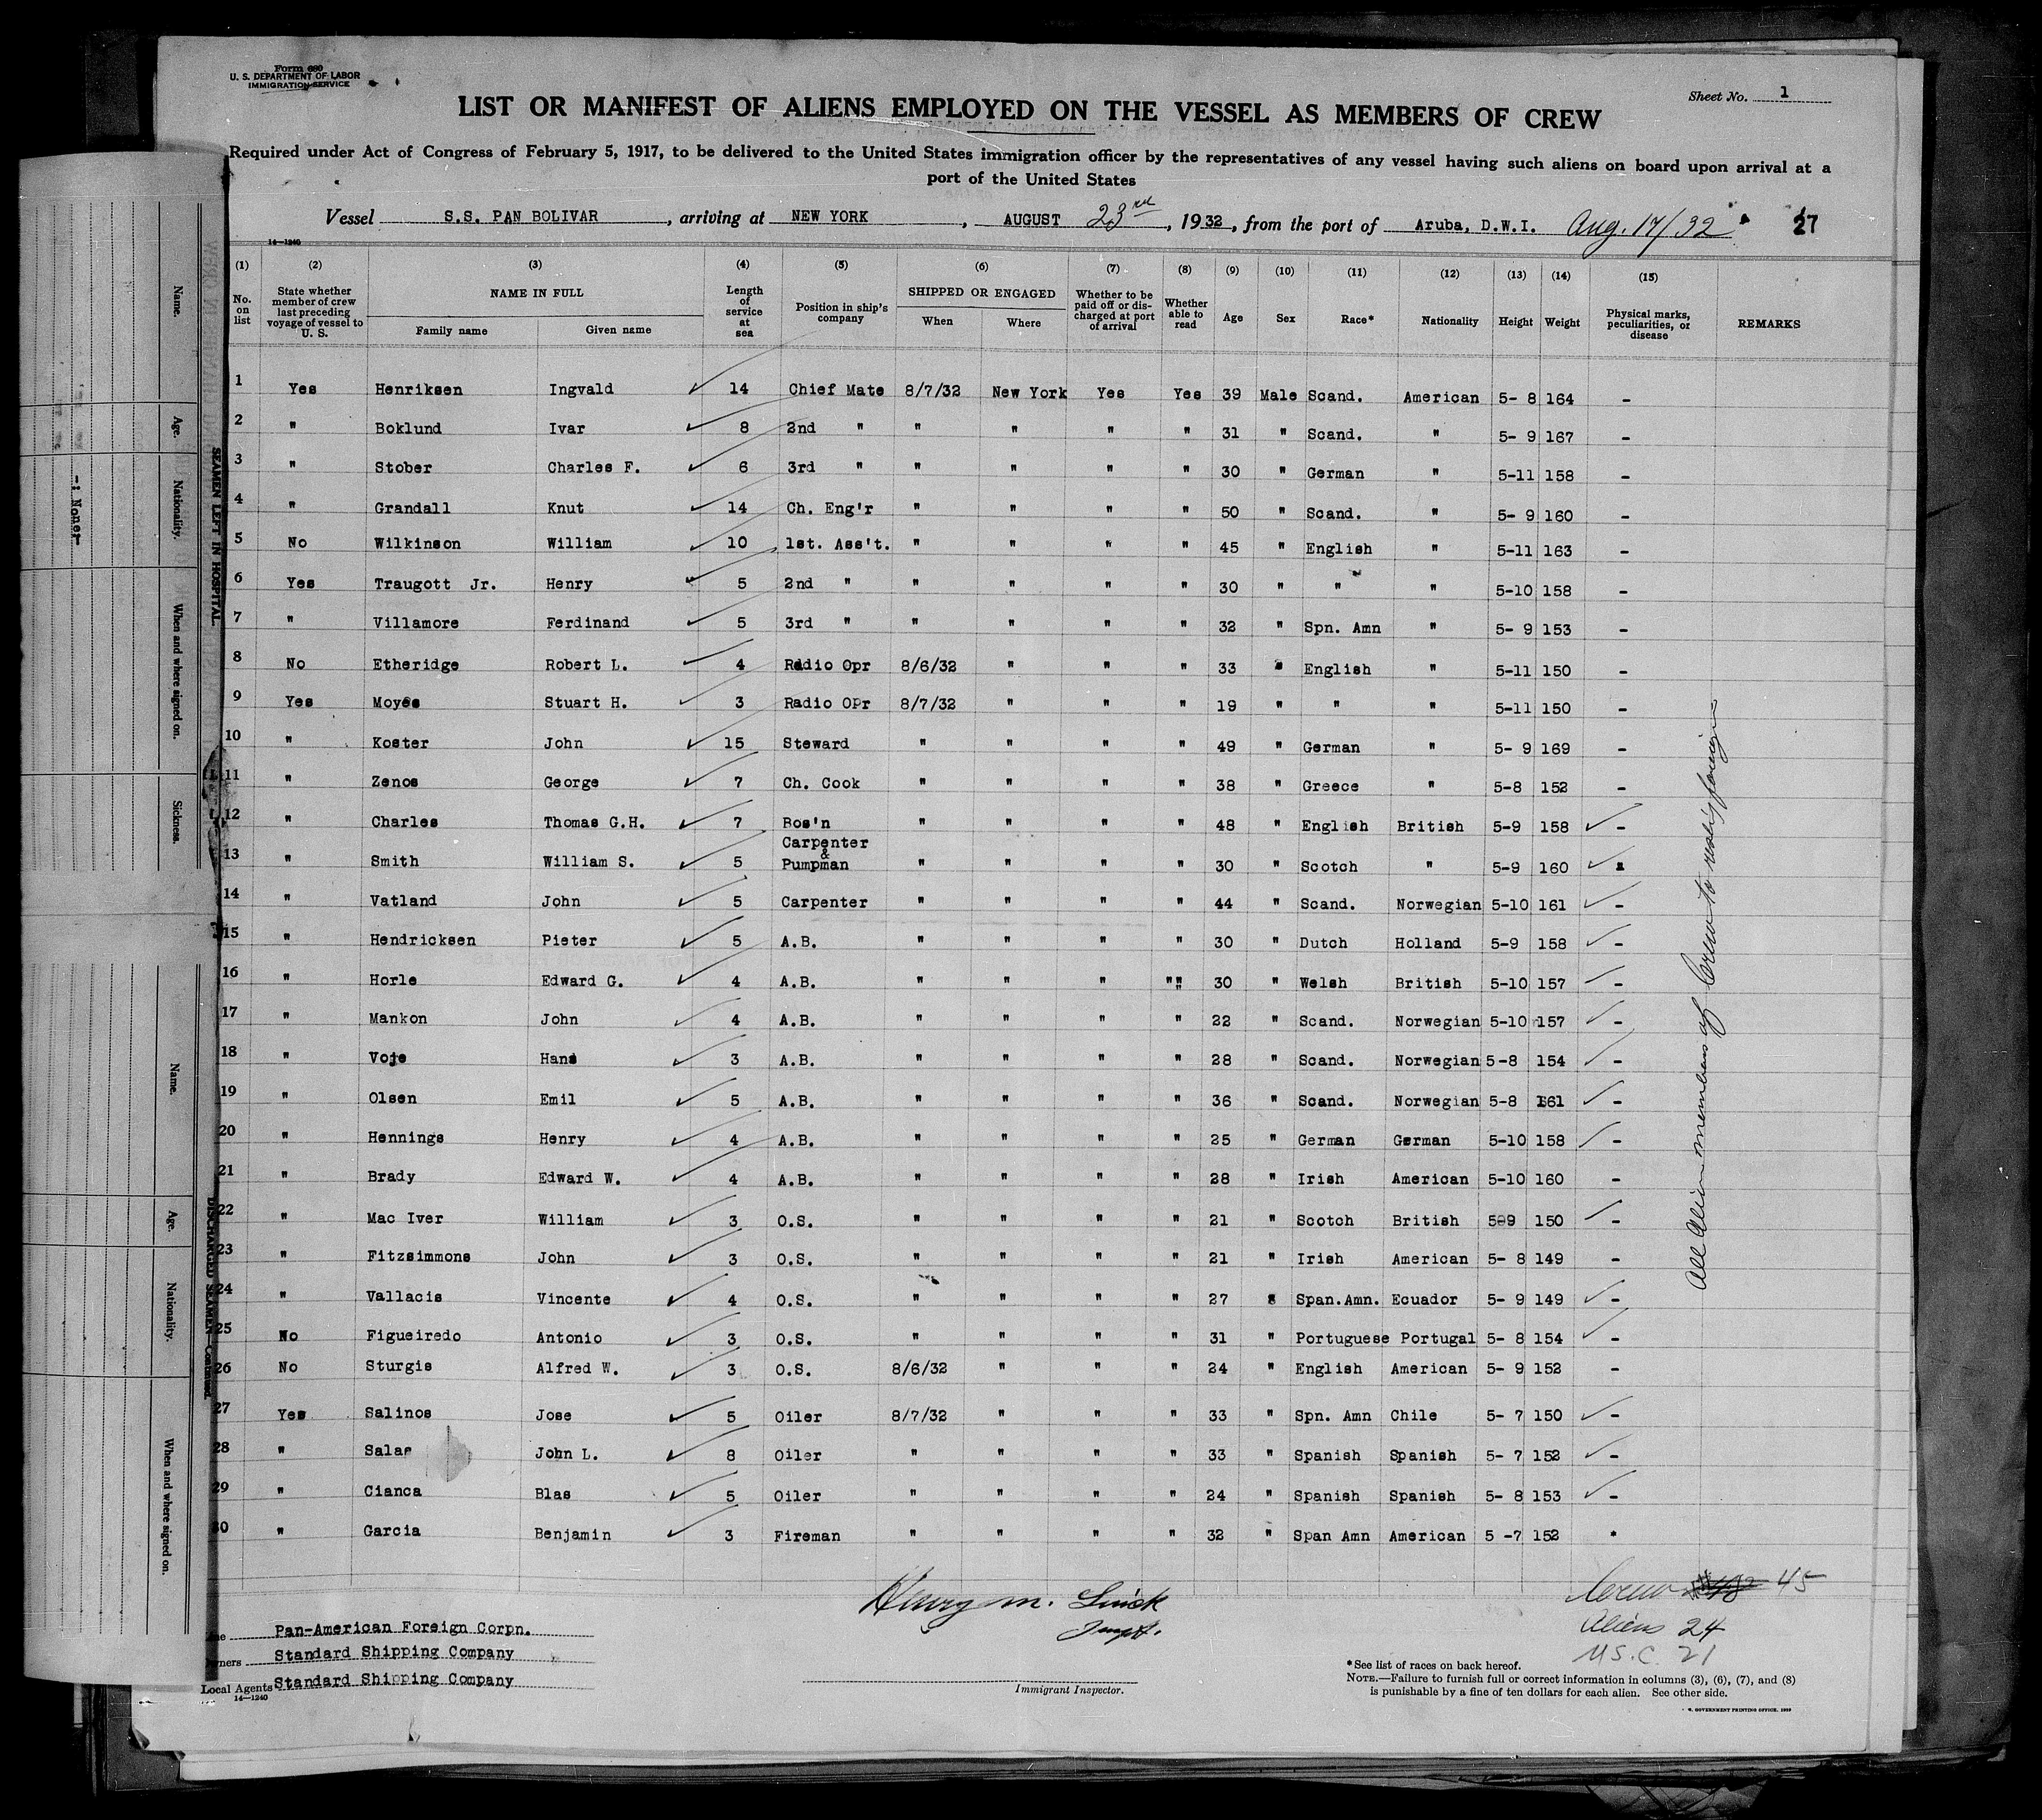 Form 680
U. S. DEPARTMENT OF LABOR
IMMIGRATION SERVICE
Sheet No. 1
LIST OR MANIFEST OF ALIENS EMPLOYED ON THE VESSEL AS MEMBERS OF CREW
Required under Act of Congress of February 5, 1917, to be delivered to the United States immigration officer by the representatives of any vessel having such aliens on board upon arrival at a
port of the United States
Vessel S.S. PAN BOLIVAR, arriving at NEW YORK, AUGUST 23rd, 1932, from the port of Aruba, D.W.I. Aug. 17/32 27
14—1240
(1) (2) (3) (4) (5) (6) (7) (8) (9) (10) (11) (12) (13) (14) (15)
No. on list
State whether member of crew last preceding voyage of vessel to U. S.
NAME IN FULL
Family name
Given name
Length of service at sea
Position in ship's company
SHIPPED OR ENGAGED
When
Where
Whether to be paid off or discharged at port of arrival
Whether able to read
Age
Sex
Race*
Nationality
Height
Weight
Physical marks, peculiarities, or disease
REMARKS
1 Yes Henriksen Ingvald 14 Chief Mate 8/7/32 New York Yes Yes 39 Male Scand. American 5- 8 164 -
2 " Boklund Ivar 8 2nd " " " " " 31 " Scand. " 5- 9 167 -
3 " Stober Charles F. 6 3rd " " " " " 30 " German " 5-11 158 -
4 " Grandall Knut 14 Ch. Eng'r " " " " 50 " Scand. " 5- 9 160 -
5 No Wilkinson William 10 1st. Ass't. " " " " 45 " English " 5-11 163 -
6 Yes Traugott Jr. Henry 5 2nd " " " " " 30 " " " 5-10 158 -
7 " Villamore Ferdinand 5 3rd " " " " " 32 " Spn. Amn " 5- 9 153 -
8 No Etheridge Robert L. 4 Radio Opr 8/6/32 " " " 33 " English " 5-11 150 -
9 Yes Moyes Stuart H. 3 Radio OPr 8/7/32 " " " 19 " " " 5-11 150 -
10 " Koster John 15 Steward " " " " 49 " German " 5- 9 169 -
11 " Zenos George 7 Ch. Cook " " " " 38 " Greece " 5-8 152 -
12 " Charles Thomas G.H. 7 Bos'n " " " " 48 " English British 5-9 158 -
13 " Smith William S. 5 Carpenter & Pumpman " " " " 30 " Scotch " 5-9 160
14 " Vatland John 5 Carpenter " " " " 44 " Scand. Norwegian 5-10 161 -
15 " Hendricksen Pieter 5 A.B. " " " " 30 " Dutch Holland 5-9 158 -
16 " Horle Edward G. 4 A.B. " " " "" 30 " Welsh British 5-10 157 -
17 " Mankon John 4 A.B. " " " " 22 " Scand. Norwegian 5-10 157 -
18 " Voje Hans 3 A.B. " " " " 28 " Scand. Norwegian 5-8 154 -
19 " Olsen Emil 5 A.B. " " " " 36 " Scand. Norwegian 5-8 161 -
20 " Hennings Henry 4 A.B. " " " " 25 " German German 5-10 158 -
21 " Brady Edward W. 4 A.B. " " " " 28 " Irish American 5-10 160 -
22 " Mac Iver William 3 O.S. " " " " 21 " Scotch British 5-9 150 -
23 " Fitzsimmons John 3 O.S. " " " " 21 " Irish American 5- 8 149 -
24 " Vallacis Vincente 4 O.S. " " " " 27 " Span.Amn. Ecuador 5- 9 149 -
25 No Figueiredo Antonio 3 O.S. " " " " 31 " Portuguese Portugal 5- 8 154 -
26 No Sturgis Alfred W. 3 O.S. 8/6/32 " " " 24 " English American 5- 9 152 -
27 Yes Salinos Jose 5 Oiler 8/7/32 " " " 33 " Spn. Amn Chile 5- 7 150 -
28 " Salas John L. 8 Oiler " " " " 33 " Spanish Spanish 5- 7 152 -
29 " Cianca Blas 5 Oiler " " " " 24 " Spanish Spanish 5- 8 153 -
30 " Garcia Benjamin 3 Fireman " " " " 32 " Span Amn American 5 -7 152
All Alien members of Crew to reship foreign
Henry M.
Crew 45
Aliens 24
U.S.C. 21
Pan-American Foreign Corpn.
Owners Standard Shipping Company
Local Agents Standard Shipping Company
14—1240
Immigrant Inspector.
*See list of races on back hereof.
NOTE.—Failure to furnish full or correct information in columns (3), (6), (7), and (8)
is punishable by a fine of ten dollars for each alien. See other side.
GOVERNMENT PRINTING OFFICE
SEAMEN LEFT IN HOSPITAL
Name.
Age.
Nationality.
When and where signed on.
Sickness.
-: None:-
DISCHARGED SEAMEN—Continued.
Name.
Age.
Nationality.
When and where signed on.